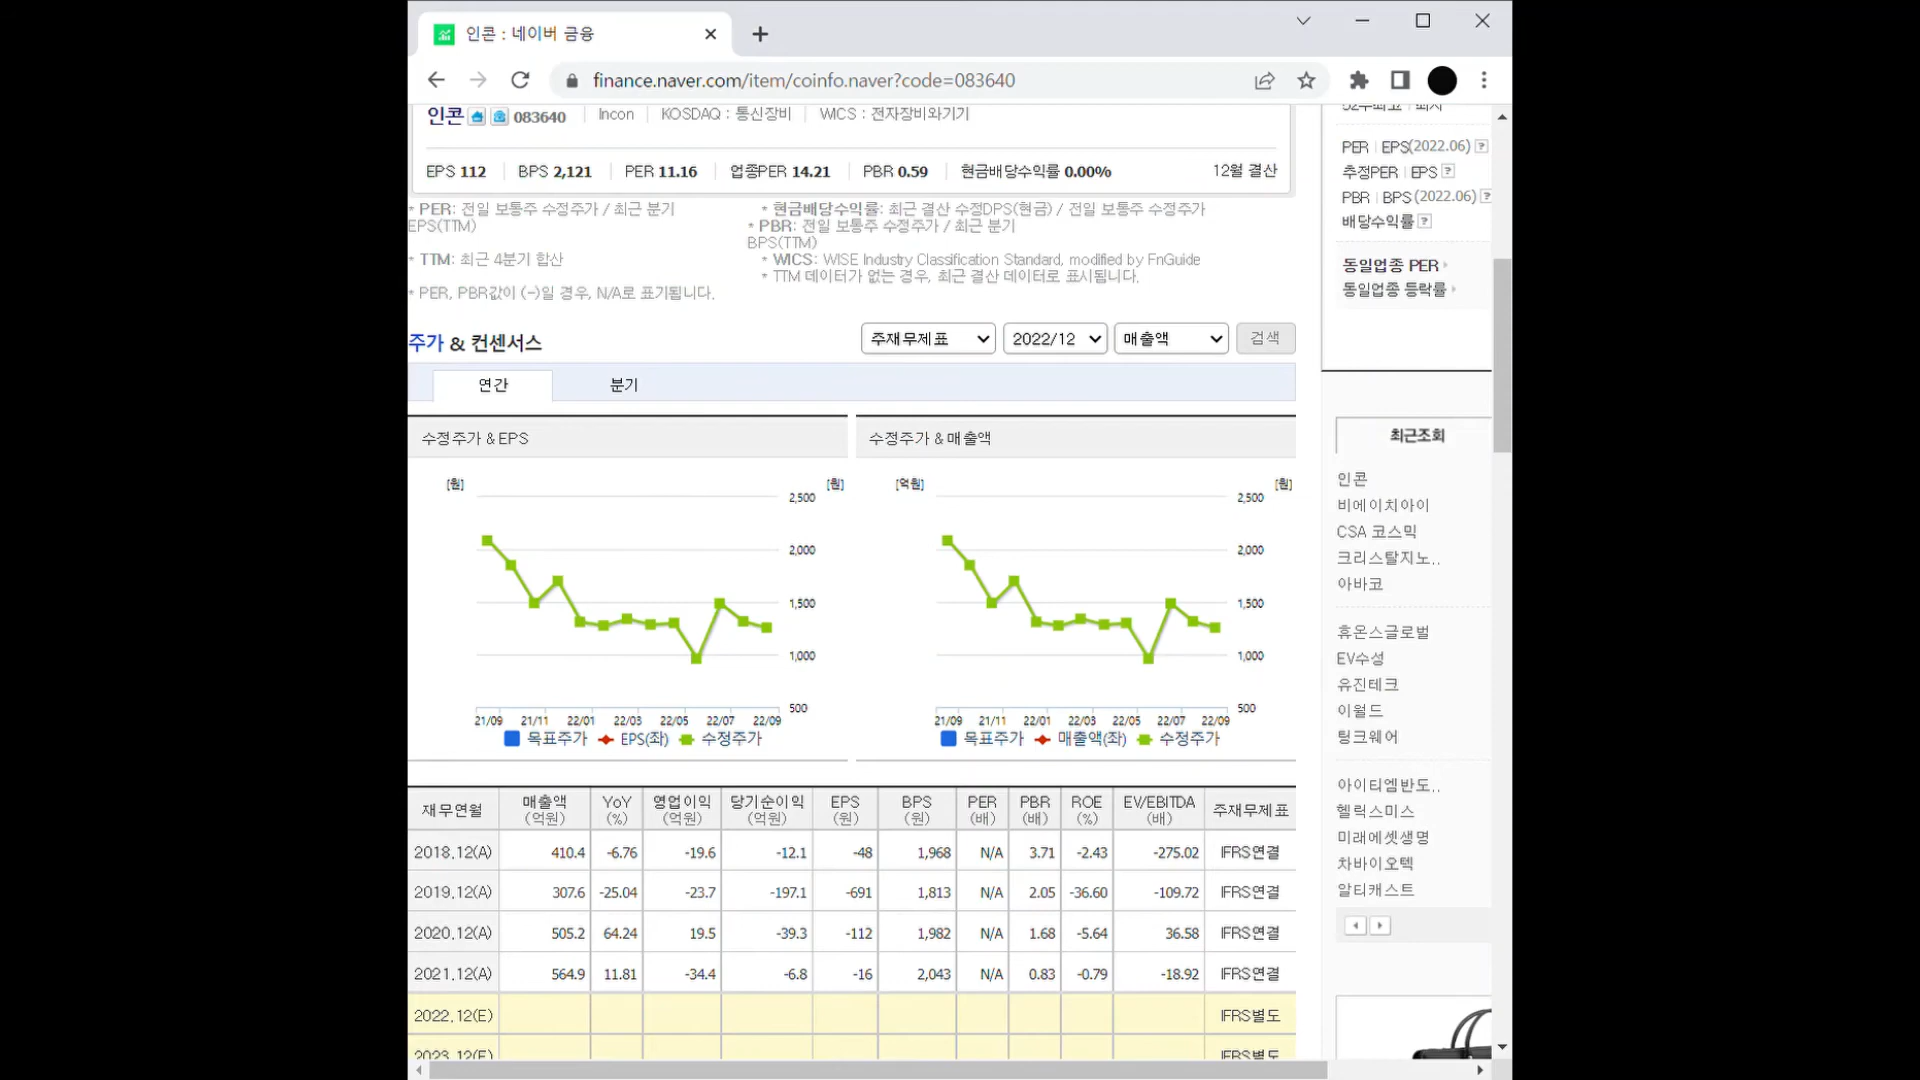 인콘 : 네이버 금융
finance.naver.com/item/coinfo.naver?code=083640
인콘 083640 Incon KOSDAQ : 통신장비 WICS : 전자장비와기기
EPS 112 BPS 2,121 PER 11.16 업종PER 14.21 PBR 0.59 현금배당수익률 0.00% 12월 결산
* PER: 전일 보통주 수정주가 / 최근 분기
EPS(TTM)
* TTM: 최근 4분기 합산
* PER, PBR값이 (-)일 경우, N/A로 표기됩니다.
* 현금배당수익률: 최근 결산 수정DPS(현금) / 전일 보통주 수정주가
* PBR: 전일 보통주 수정주가 / 최근 분기
BPS(TTM)
* WICS: WISE Industry Classification Standard, modified by FnGuide
* TTM 데이터가 없는 경우, 최근 결산 데이터로 표시됩니다.
주가 & 컨센서스
주재무제표 2022/12 매출액 검색
연간 분기
수정주가 & EPS
[원] [원]
2,500
2,000
1,500
1,000
500
21/09 21/11 22/01 22/03 22/05 22/07 22/09
목표주가 EPS(좌) 수정주가
수정주가 & 매출액
[억원] [원]
2,500
2,000
1,500
1,000
500
21/09 21/11 22/01 22/03 22/05 22/07 22/09
목표주가 매출액(좌) 수정주가
재무연월 매출액 (억원) YoY (%) 영업이익 (억원) 당기순이익 (억원) EPS (원) BPS (원) PER (배) PBR (배) ROE (%) EV/EBITDA (배) 주재무제표
2018.12(A) 410.4 -6.76 -19.6 -12.1 -48 1,968 N/A 3.71 -2.43 -275.02 IFRS연결
2019.12(A) 307.6 -25.04 -23.7 -197.1 -691 1,813 N/A 2.05 -36.60 -109.72 IFRS연결
2020.12(A) 505.2 64.24 19.5 -39.3 -112 1,982 N/A 1.68 -5.64 36.58 IFRS연결
2021.12(A) 564.9 11.81 -34.4 -6.8 -16 2,043 N/A 0.83 -0.79 -18.92 IFRS연결
2022.12(E) IFRS별도
2023.12(E) IFRS별도
52주최고 최저
PER EPS(2022.06) ?
추정PER EPS ?
PBR BPS (2022.06) ?
배당수익률 ?
동일업종 PER
동일업종 등락률
최근조회
인콘
비에이치아이
CSA 코스믹
크리스탈지노..
아바코
휴온스글로벌
EV수성
유진테크
이월드
팅크웨어
아이티엠반도..
헬릭스미스
미래에셋생명
차바이오텍
알티캐스트